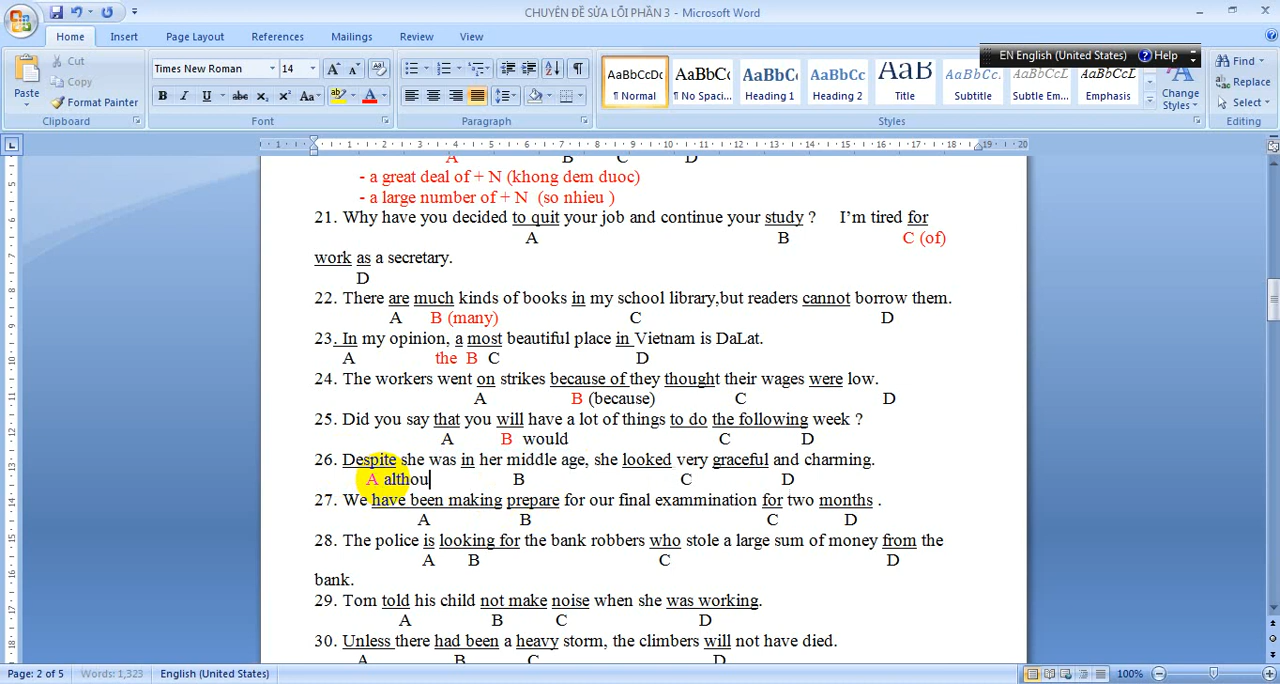 CHUYÊN ĐỀ SỬA LỖI PHẦN 3 - Microsoft Word
Home Insert Page Layout References Mailings Review View
EN English (United States) Help
Paste Cut Copy Format Painter
Clipboard
Times New Roman 14
Font
Paragraph
AaBbCcDc AaBbCcDc AaBbC AaBbCc AaB AaBbCc. AaBbCcL AaBbCcL
¶ Normal ¶ No Spaci... Heading 1 Heading 2 Title Subtitle Subtle Em... Emphasis
Change Styles
Styles
Find Replace Select
Editing
A B C D
- a great deal of + N (khong dem duoc)
- a large number of + N (so nhieu )
21. Why have you decided to quit your job and continue your study ? I’m tired for
A B C (of)
work as a secretary.
D
22. There are much kinds of books in my school library,but readers cannot borrow them.
A B (many) C D
23. In my opinion, a most beautiful place in Vietnam is DaLat.
A the B C D
24. The workers went on strikes because of they thought their wages were low.
A B (because) C D
25. Did you say that you will have a lot of things to do the following week ?
A B would C D
26. Despite she was in her middle age, she looked very graceful and charming.
A althou B C D
27. We have been making prepare for our final exammination for two months .
A B C D
28. The police is looking for the bank robbers who stole a large sum of money from the
A B C D
bank.
29. Tom told his child not make noise when she was working.
A B C D
30. Unless there had been a heavy storm, the climbers will not have died.
A B C D
Page: 2 of 5 Words: 1,323 English (United States) 100%